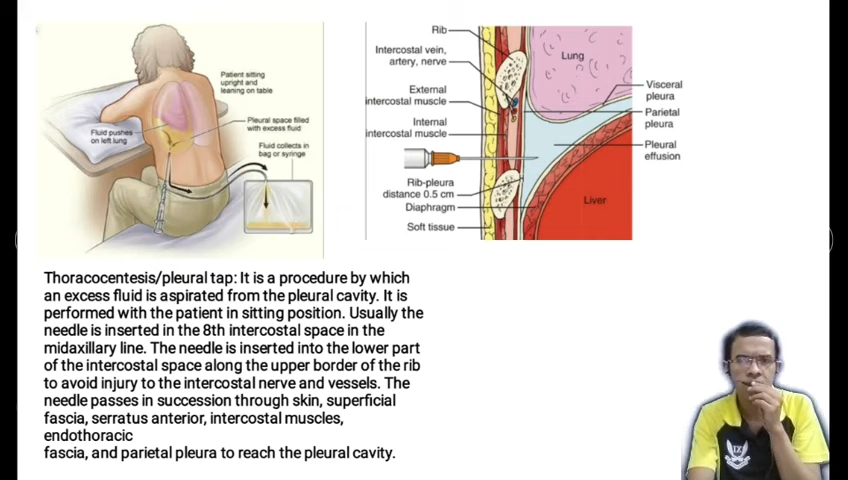 Patient sitting
upright and
leaning on table
Pleural space filled
with excess fluid
Fluid pushes
on left lung
Fluid collects in
bag or syringe
Rib
Intercostal vein,
artery, nerve
External
intercostal muscle
Internal
intercostal muscle
Rib-pleura
distance 0.5 cm
Diaphragm
Soft tissue
Lung
Visceral
pleura
Parietal
pleura
Pleural
effusion
Liver
Thoracocentesis/pleural tap: It is a procedure by which
an excess fluid is aspirated from the pleural cavity. It is
performed with the patient in sitting position. Usually the
needle is inserted in the 8th intercostal space in the
midaxillary line. The needle is inserted into the lower part
of the intercostal space along the upper border of the rib
to avoid injury to the intercostal nerve and vessels. The
needle passes in succession through skin, superficial
fascia, serratus anterior, intercostal muscles,
endothoracic
fascia, and parietal pleura to reach the pleural cavity.